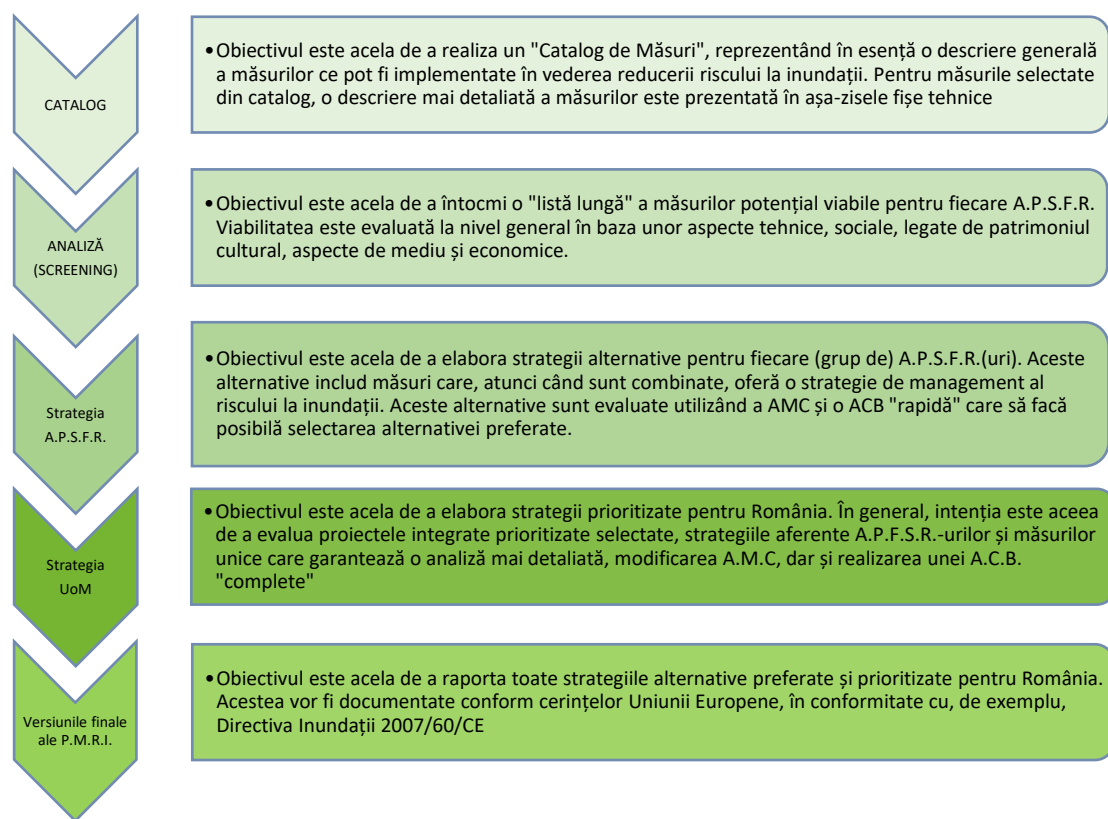 CATALOG
•Obiectivul este acela de a realiza un "Catalog de Măsuri", reprezentând în esență o descriere generală
a măsurilor ce pot fi implementate în vederea reducerii riscului la inundații. Pentru măsurile selectate
din catalog, o descriere mai detaliată a măsurilor este prezentată în așa-zisele fișe tehnice
ANALIZĂ
(SCREENING)
•Obiectivul este acela de a întocmi o "listă lungă" a măsurilor potențial viabile pentru fiecare A.P.S.F.R.
Viabilitatea este evaluată la nivel general în baza unor aspecte tehnice, sociale, legate de patrimoniul
cultural, aspecte de mediu și economice.
Strategia
A.P.S.F.R.
•Obiectivul este acela de a elabora strategii alternative pentru fiecare (grup de) A.P.S.F.R.(uri). Aceste
alternative includ măsuri care, atunci când sunt combinate, oferă o strategie de management al
riscului la inundații. Aceste alternative sunt evaluate utilizând a AMC și o ACB "rapidă" care să facă
posibilă selectarea alternativei preferate.
Strategia
UoM
•Obiectivul este acela de a elabora strategii prioritizate pentru România. În general, intenția este aceea
de a evalua proiectele integrate prioritizate selectate, strategiile aferente A.P.F.S.R.-urilor și măsurilor
unice care garantează o analiză mai detaliată, modificarea A.M.C, dar și realizarea unei A.C.B.
"complete"
Versiunile finale
ale P.M.R.I.
•Obiectivul este acela de a raporta toate strategiile alternative preferate și prioritizate pentru România.
Acestea vor fi documentate conform cerințelor Uniunii Europene, în conformitate cu, de exemplu,
Directiva Inundații 2007/60/CE